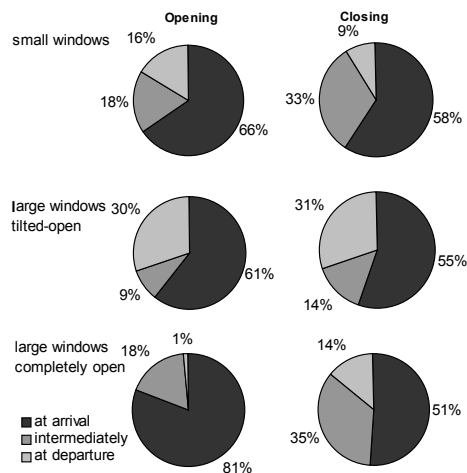 Opening Closing
small windows
16% 9%
18% 33%
66% 58%
large windows
tilted-open
30% 31%
9% 14%
61% 55%
large windows
completely open
18% 1% 14%
81% 35% 51%
at arrival
intermediately
at departure